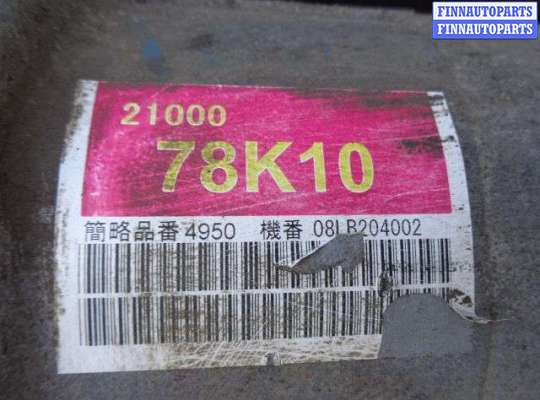 FINNAUTOPARTS
FINNAUTOPARTS
21000
78K10
簡略品番 4950 機番 08LB204002